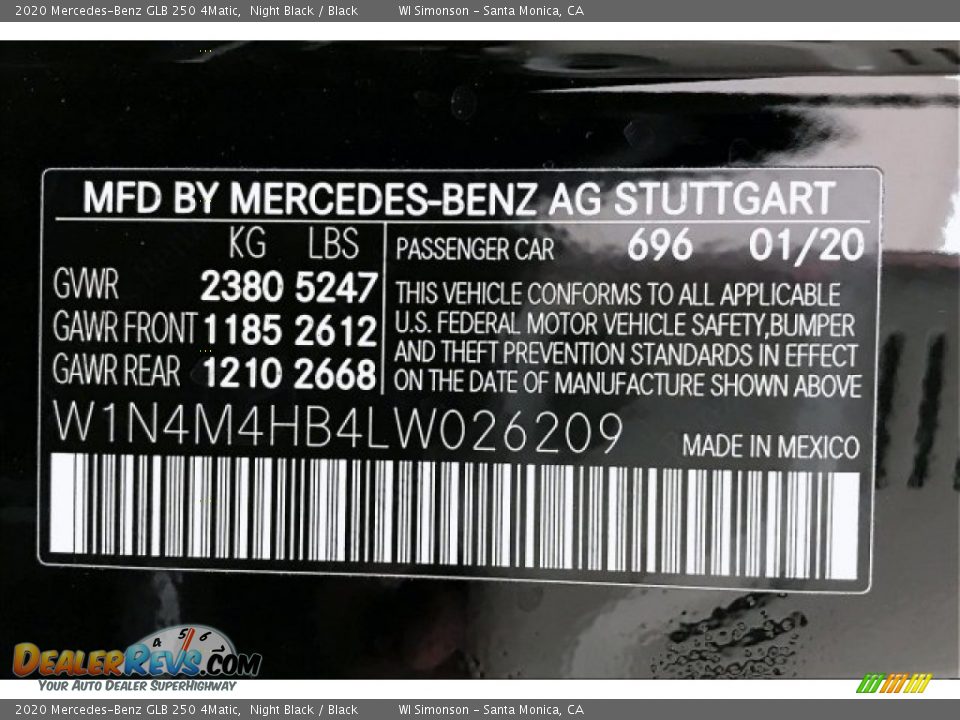 2020 Mercedes-Benz GLB 250 4Matic, Night Black / Black WI Simonson - Santa Monica, CA
MFD BY MERCEDES-BENZ AG STUTTGART
KG LBS
GVWR 2380 5247
GAWR FRONT 1185 2612
GAWR REAR 1210 2668
PASSENGER CAR 696 01/20
THIS VEHICLE CONFORMS TO ALL APPLICABLE
U.S. FEDERAL MOTOR VEHICLE SAFETY,BUMPER
AND THEFT PREVENTION STANDARDS IN EFFECT
ON THE DATE OF MANUFACTURE SHOWN ABOVE
W1N4M4HB4LW026209
MADE IN MEXICO
4 5 6
DEALERREVS.COM
YOUR AUTO DEALER SUPERHIGHWAY
2020 Mercedes-Benz GLB 250 4Matic, Night Black / Black WI Simonson - Santa Monica, CA